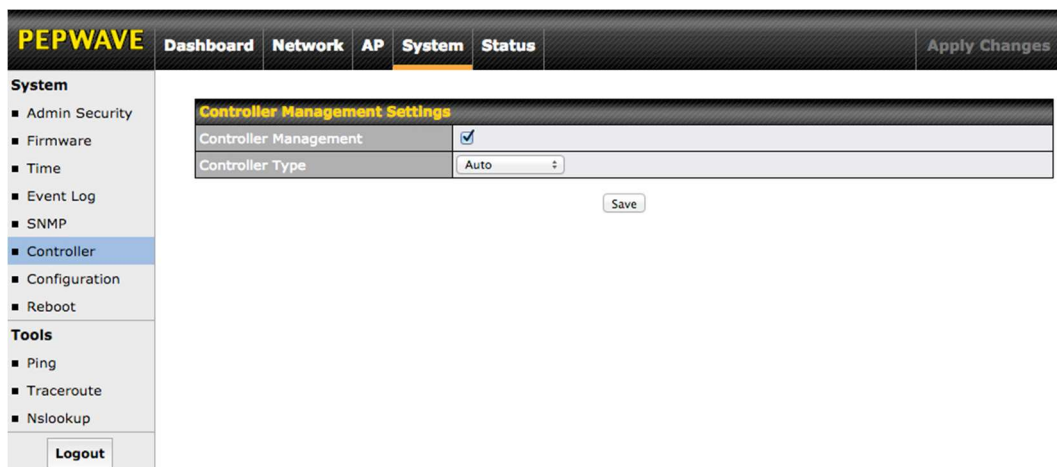 PEPWAVE Dashboard Network AP System Status Apply Changes
System
Admin Security
Firmware
Time
Event Log
SNMP
Controller
Configuration
Reboot
Tools
Ping
Traceroute
Nslookup
Logout
Controller Management Settings
Controller Management
Controller Type Auto
Save